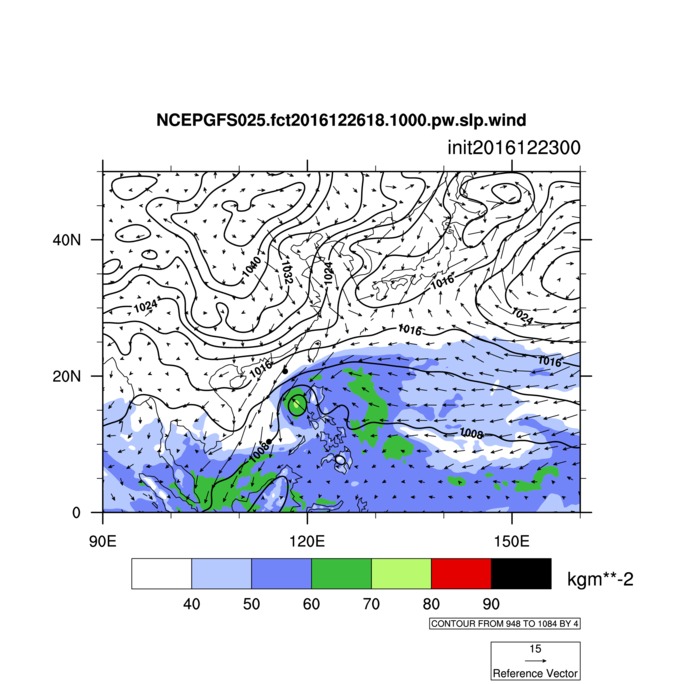 NCEPGFS025.fct2016122618.1000.pw.slp.wind
init2016122300
40N
1040
1032
1024
1016
1024
1024
1016
1016
20N
1016
1008
1008
0
90E 120E 150E
40 50 60 70 80 90
kgm**-2
CONTOUR FROM 948 TO 1084 BY 4
15
Reference Vector